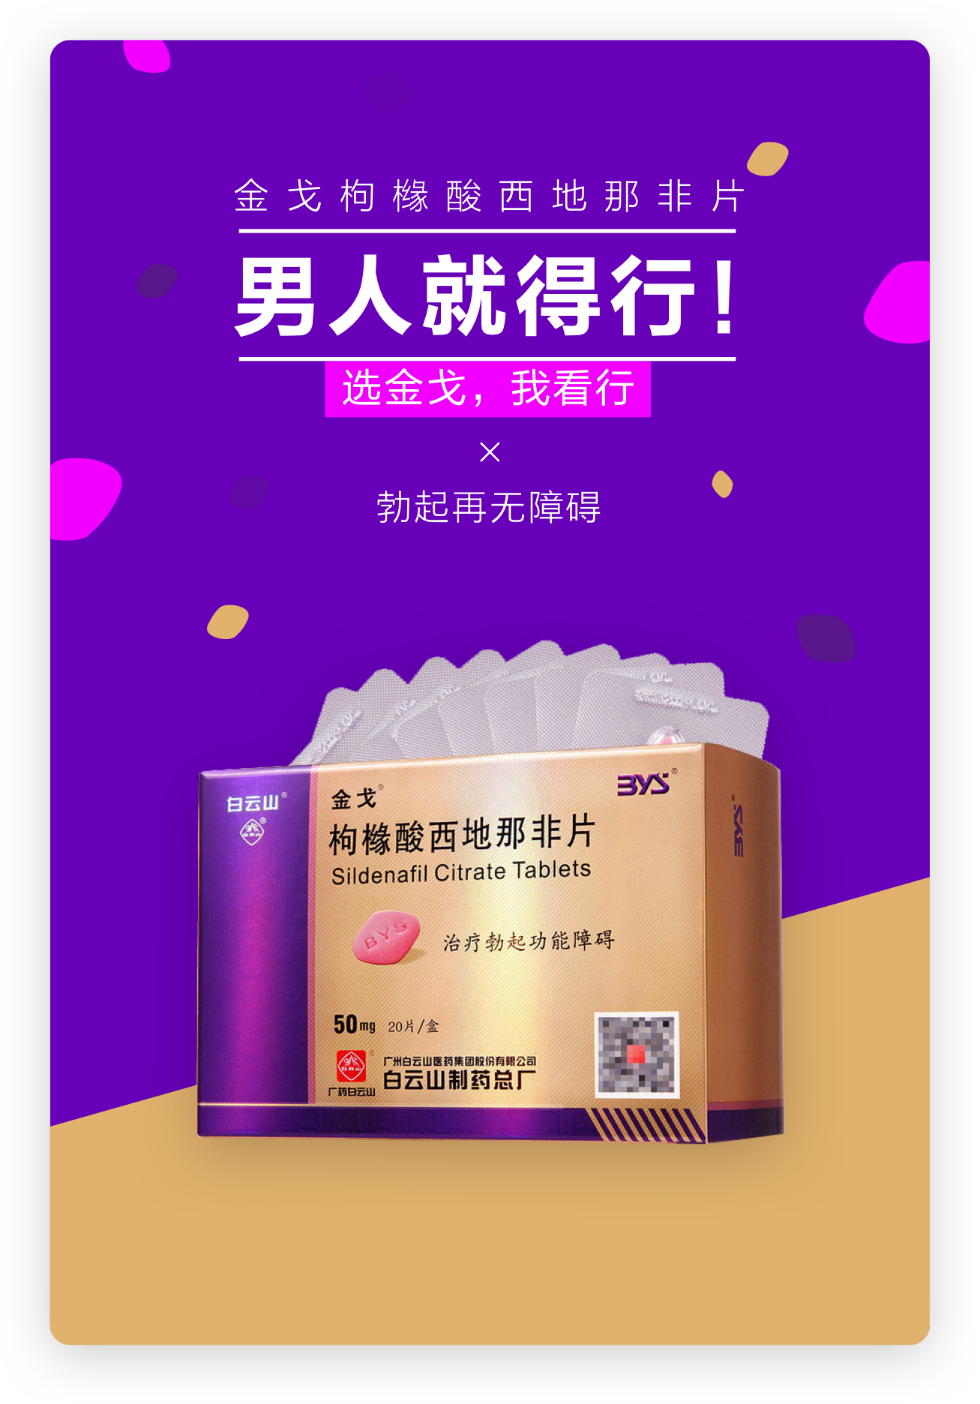 金戈枸橼酸西地那非片
男人就得行!
选金戈，我看行
×
勃起再无障碍
白云山®
金戈®
枸橼酸西地那非片
Sildenafil Citrate Tablets
BYS®
BYS
治疗勃起功能障碍
50mg 20片/盒
广药白云山
广州白云山医药集团股份有限公司
白云山制药总厂
BYS